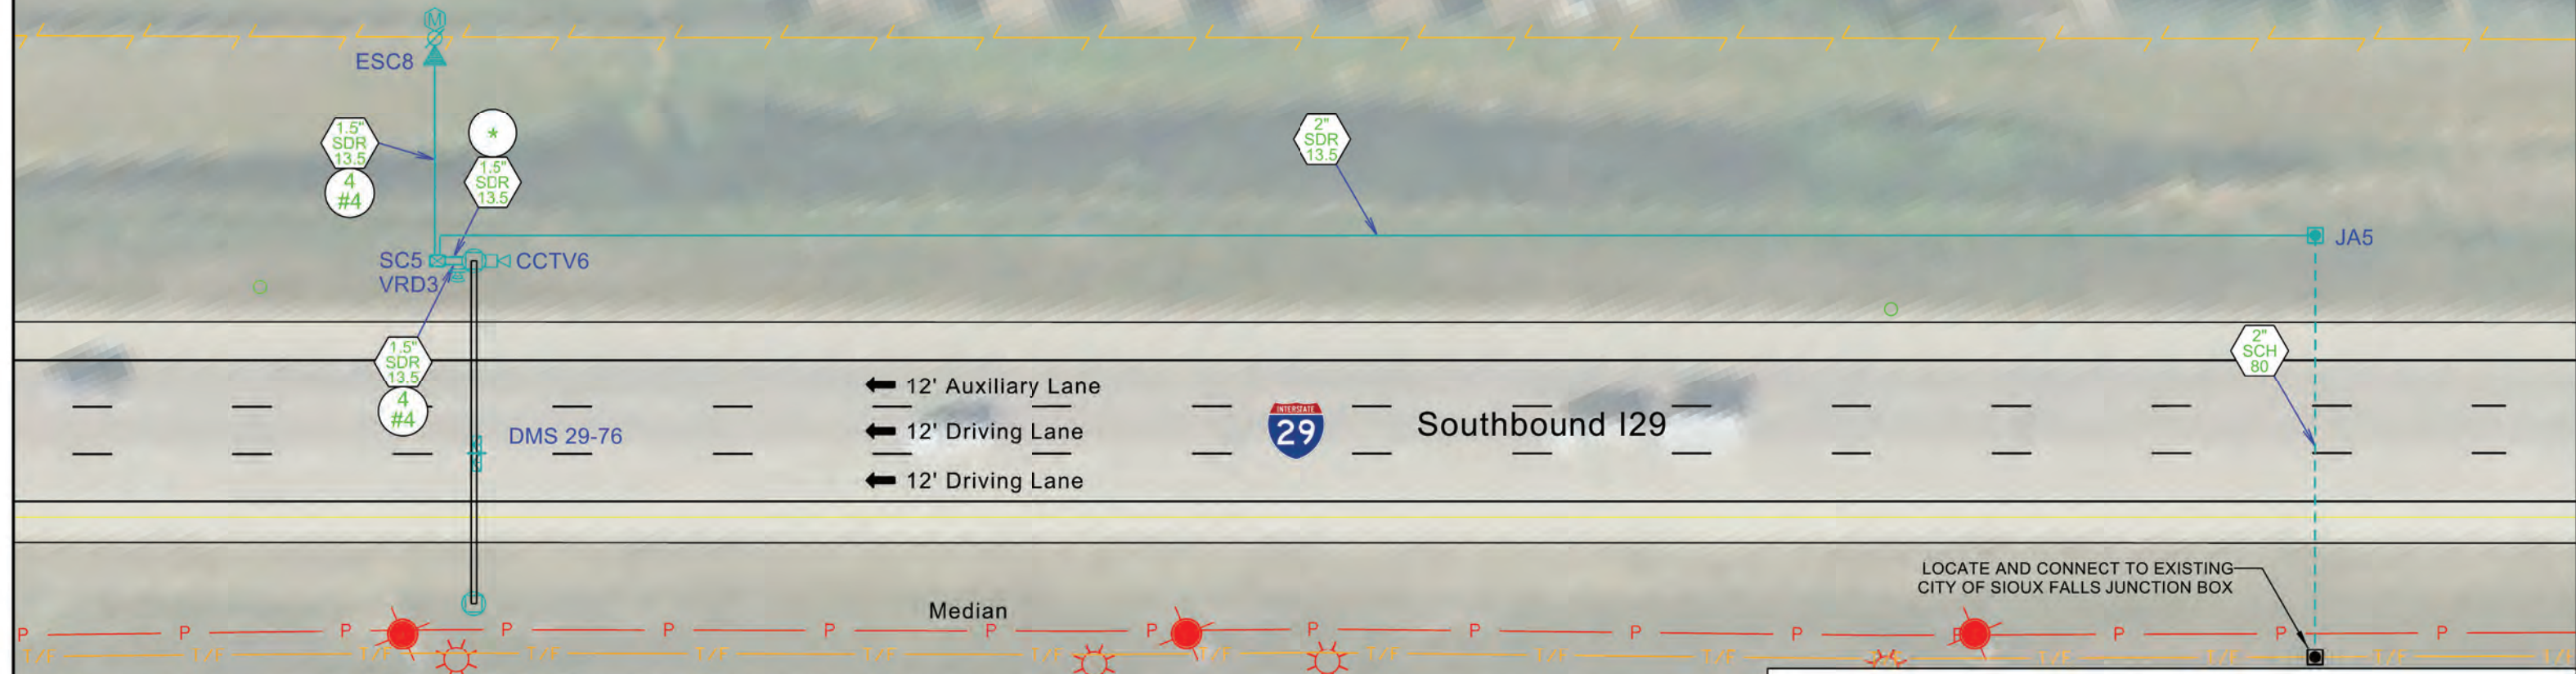 M
ESC8
1.5"
SDR
13.5
4
#4
*
1.5"
SDR
13.5
2"
SDR
13.5
SC5
CCTV6
VRD3
JA5
1.5"
SDR
13.5
4
#4
2"
SCH
80
12' Auxiliary Lane
12' Driving Lane
12' Driving Lane
INTERSTATE
29
Southbound I29
DMS 29-76
LOCATE AND CONNECT TO EXISTING
CITY OF SIOUX FALLS JUNCTION BOX
Median
P P P P P P P P P P P P P P P P
T/F T/F T/F T/F T/F T/F T/F T/F T/F T/F T/F T/F T/F T/F T/F